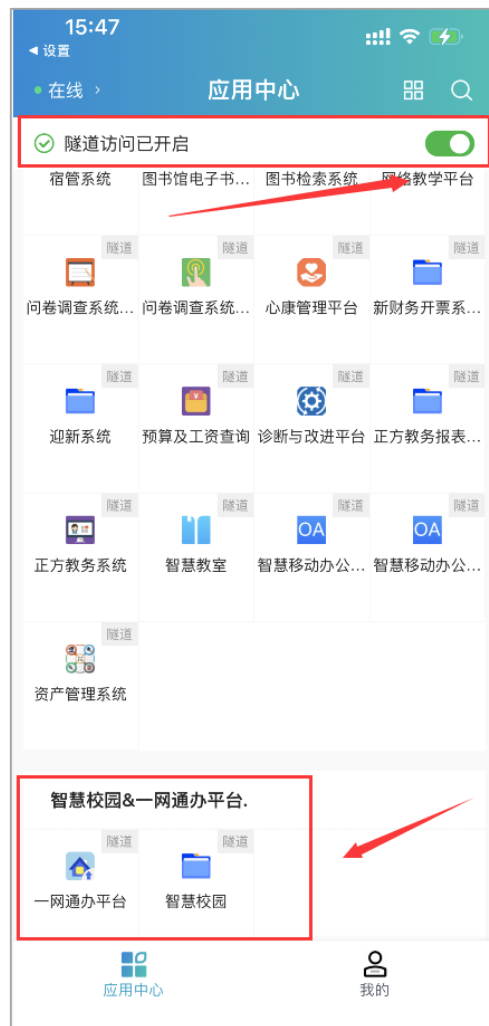 15:47
◀ 设置
在线 >
应用中心
隧道访问已开启
宿管系统 图书馆电子书... 图书检索系统 网络教学平台
隧道 隧道 隧道 隧道
问卷调查系统... 问卷调查系统... 心康管理平台 新财务开票系...
隧道 隧道 隧道 隧道
迎新系统 预算及工资查询 诊断与改进平台 正方教务报表...
隧道 隧道 隧道 隧道
OA OA
正方教务系统 智慧教室 智慧移动办公... 智慧移动办公...
隧道
资产管理系统
智慧校园&一网通办平台.
隧道 隧道
一网通办平台 智慧校园
应用中心 我的